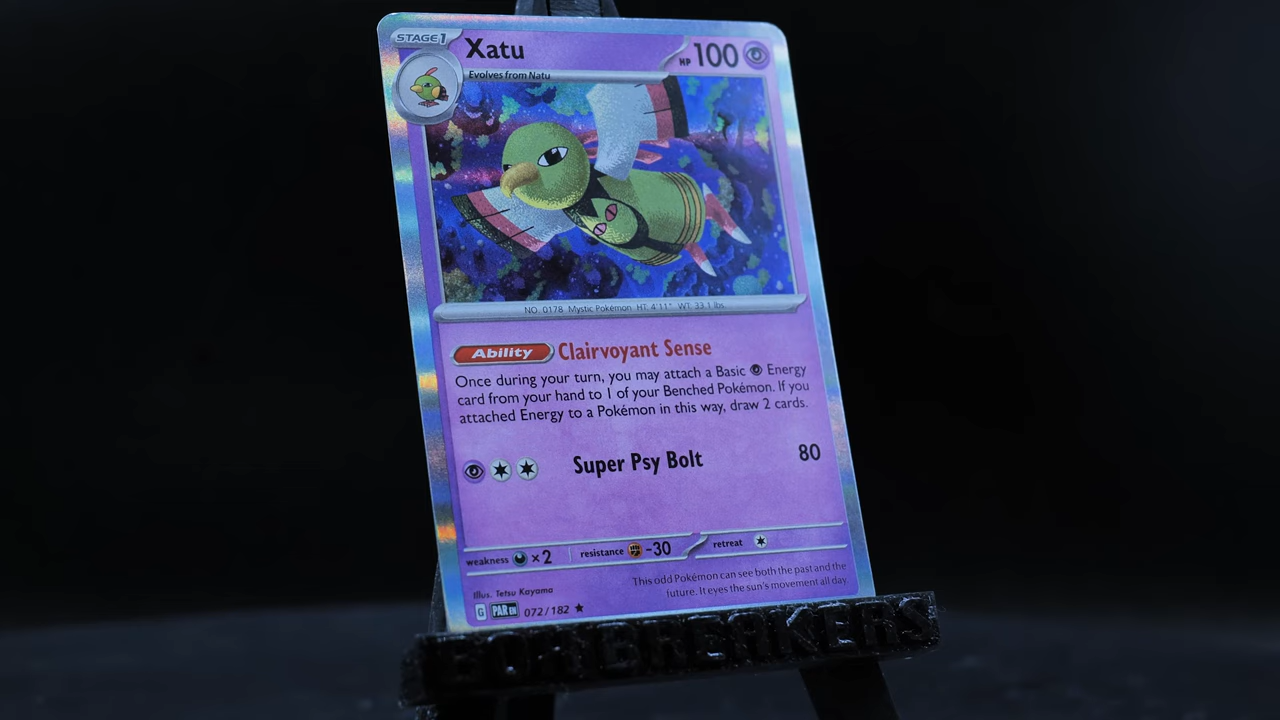 STAGE 1
Xatu
HP 100
Evolves from Natu
NO. 0178 Mystic Pokémon HT: 4'11" WT: 33.1 lbs.
Ability Clairvoyant Sense
Once during your turn, you may attach a Basic Energy
card from your hand to 1 of your Benched Pokémon. If you
attached Energy to a Pokémon in this way, draw 2 cards.
Super Psy Bolt 80
weakness ×2 resistance -30 retreat
Illus. Tetsu Kayama
This odd Pokémon can see both the past and the
future. It eyes the sun's movement all day
G PAR EN 072/182
BREAKERS